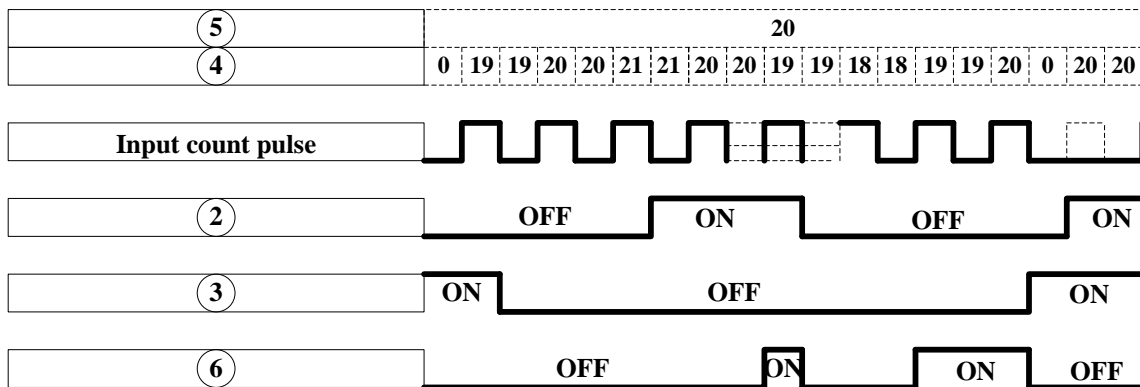 ⑤ 20
④ 0 19 19 20 20 21 21 20 20 19 19 18 18 19 19 20 0 20 20
Input count pulse
② OFF ON OFF ON
③ ON OFF ON
⑥ OFF ON ON OFF